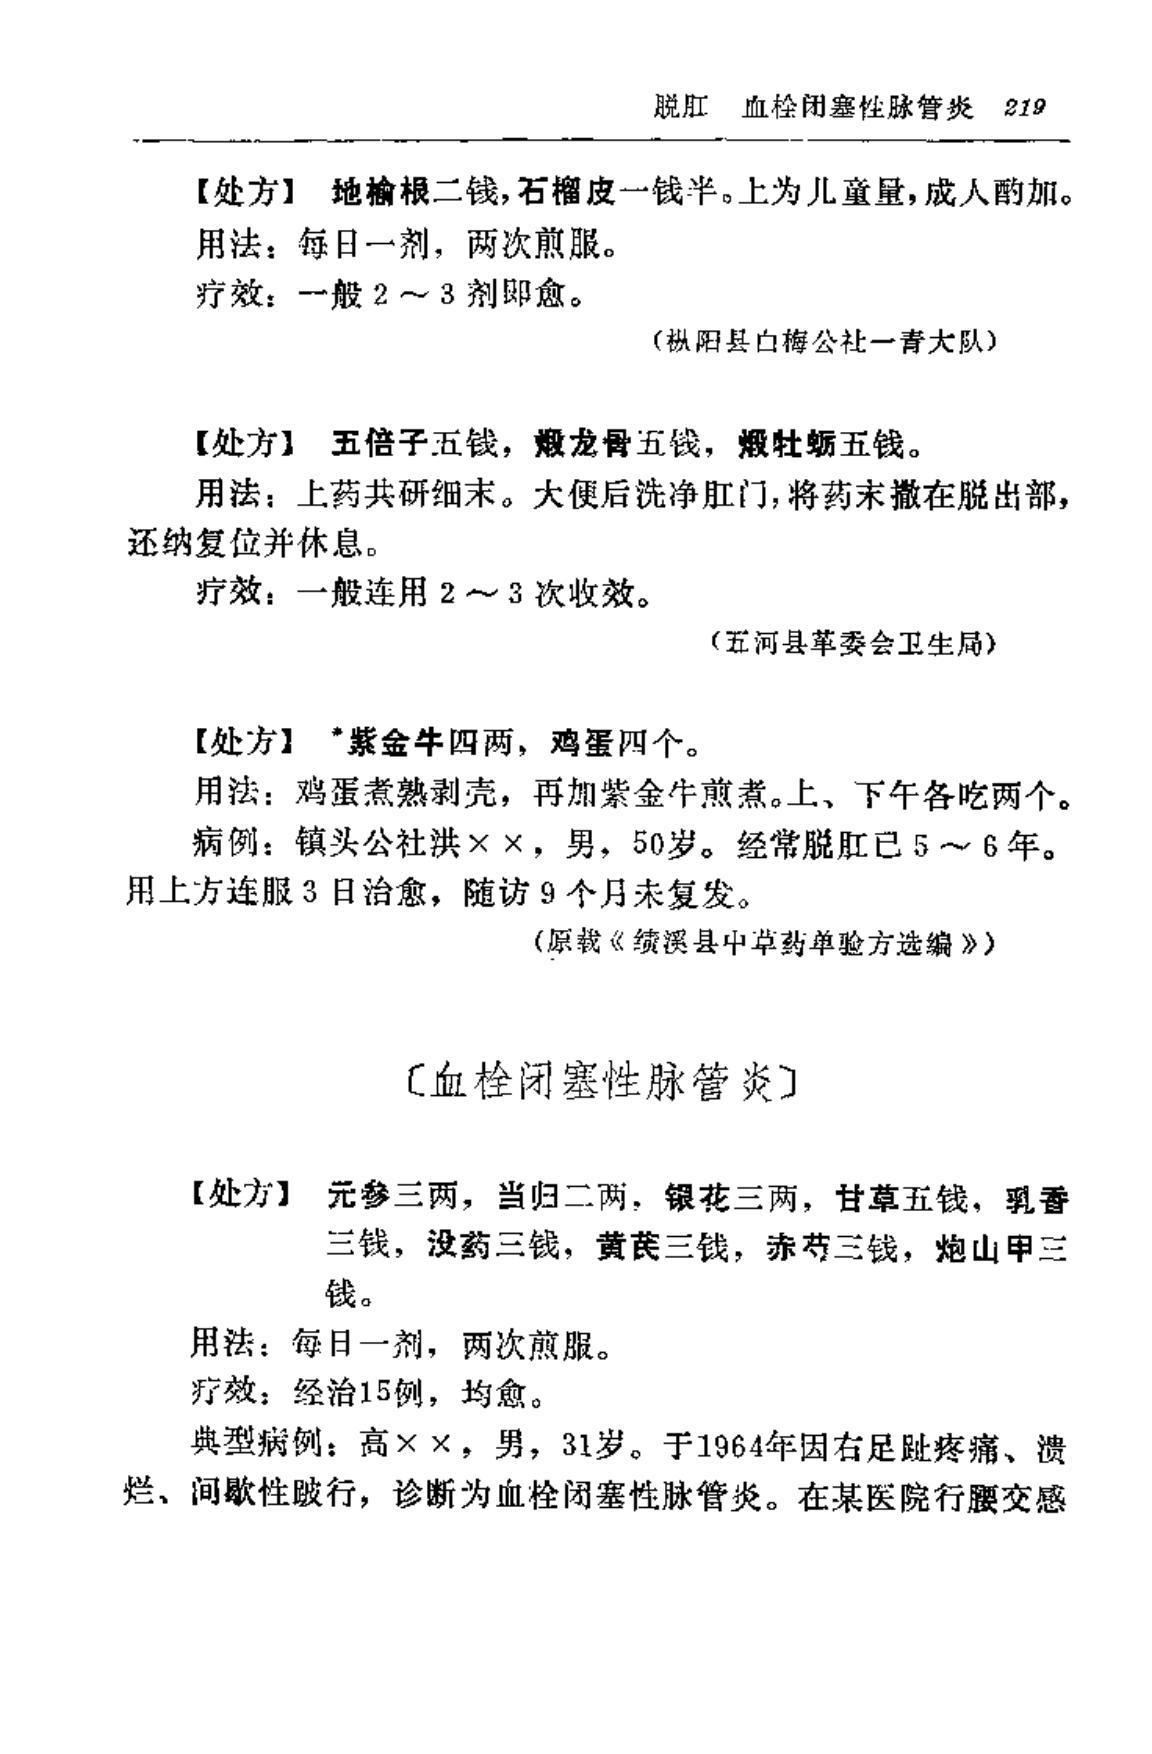 脱肛 血栓闭塞性脉管炎 219
【处方】 地榆根二钱，石榴皮一钱半。上为儿童量，成人酌加。
用法：每日一剂，两次煎服。
疗效：一般2～3剂即愈。
（枞阳县白梅公社一青大队）
【处方】 五倍子五钱，煅龙骨五钱，煅牡蛎五钱。
用法：上药共研细末。大便后洗净肛门，将药末撒在脱出部，
还纳复位并休息。
疗效：一般连用2～3次收效。
（五河县革委会卫生局）
【处方】 *紫金牛四两，鸡蛋四个。
用法：鸡蛋煮熟剥壳，再加紫金牛煎煮。上、下午各吃两个。
病例：镇头公社洪××，男，50岁。经常脱肛已5～6年。
用上方连服3日治愈，随访9个月未复发。
（原载《绩溪县中草药单验方选编》）
〔血栓闭塞性脉管炎〕
【处方】 元参三两，当归二两，银花三两，甘草五钱，乳香
三钱，没药三钱，黄芪三钱，赤芍三钱，炮山甲三
钱。
用法：每日一剂，两次煎服。
疗效：经治15例，均愈。
典型病例：高××，男，31岁。于1964年因右足趾疼痛、溃
烂、间歇性跛行，诊断为血栓闭塞性脉管炎。在某医院行腰交感